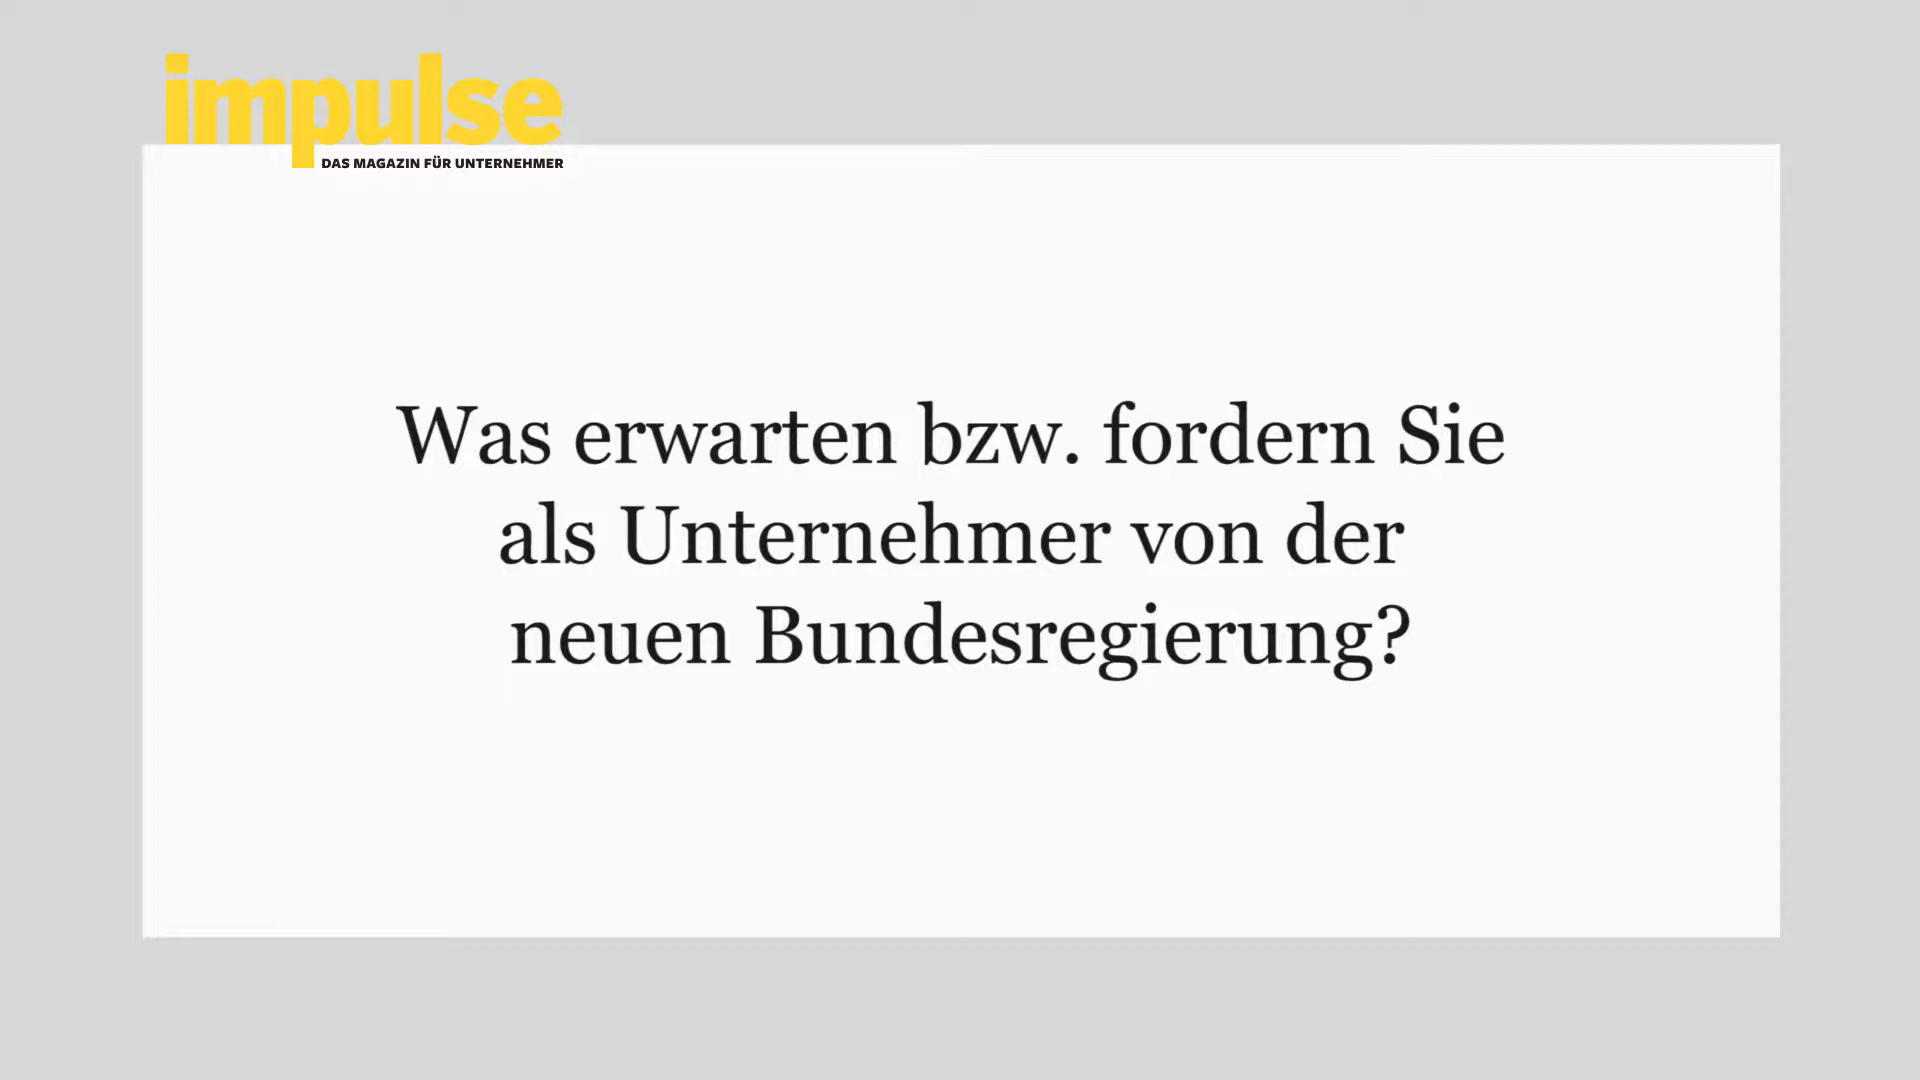 impulse
DAS MAGAZIN FÜR UNTERNEHMER
Was erwarten bzw. fordern Sie
als Unternehmer von der
neuen Bundesregierung?